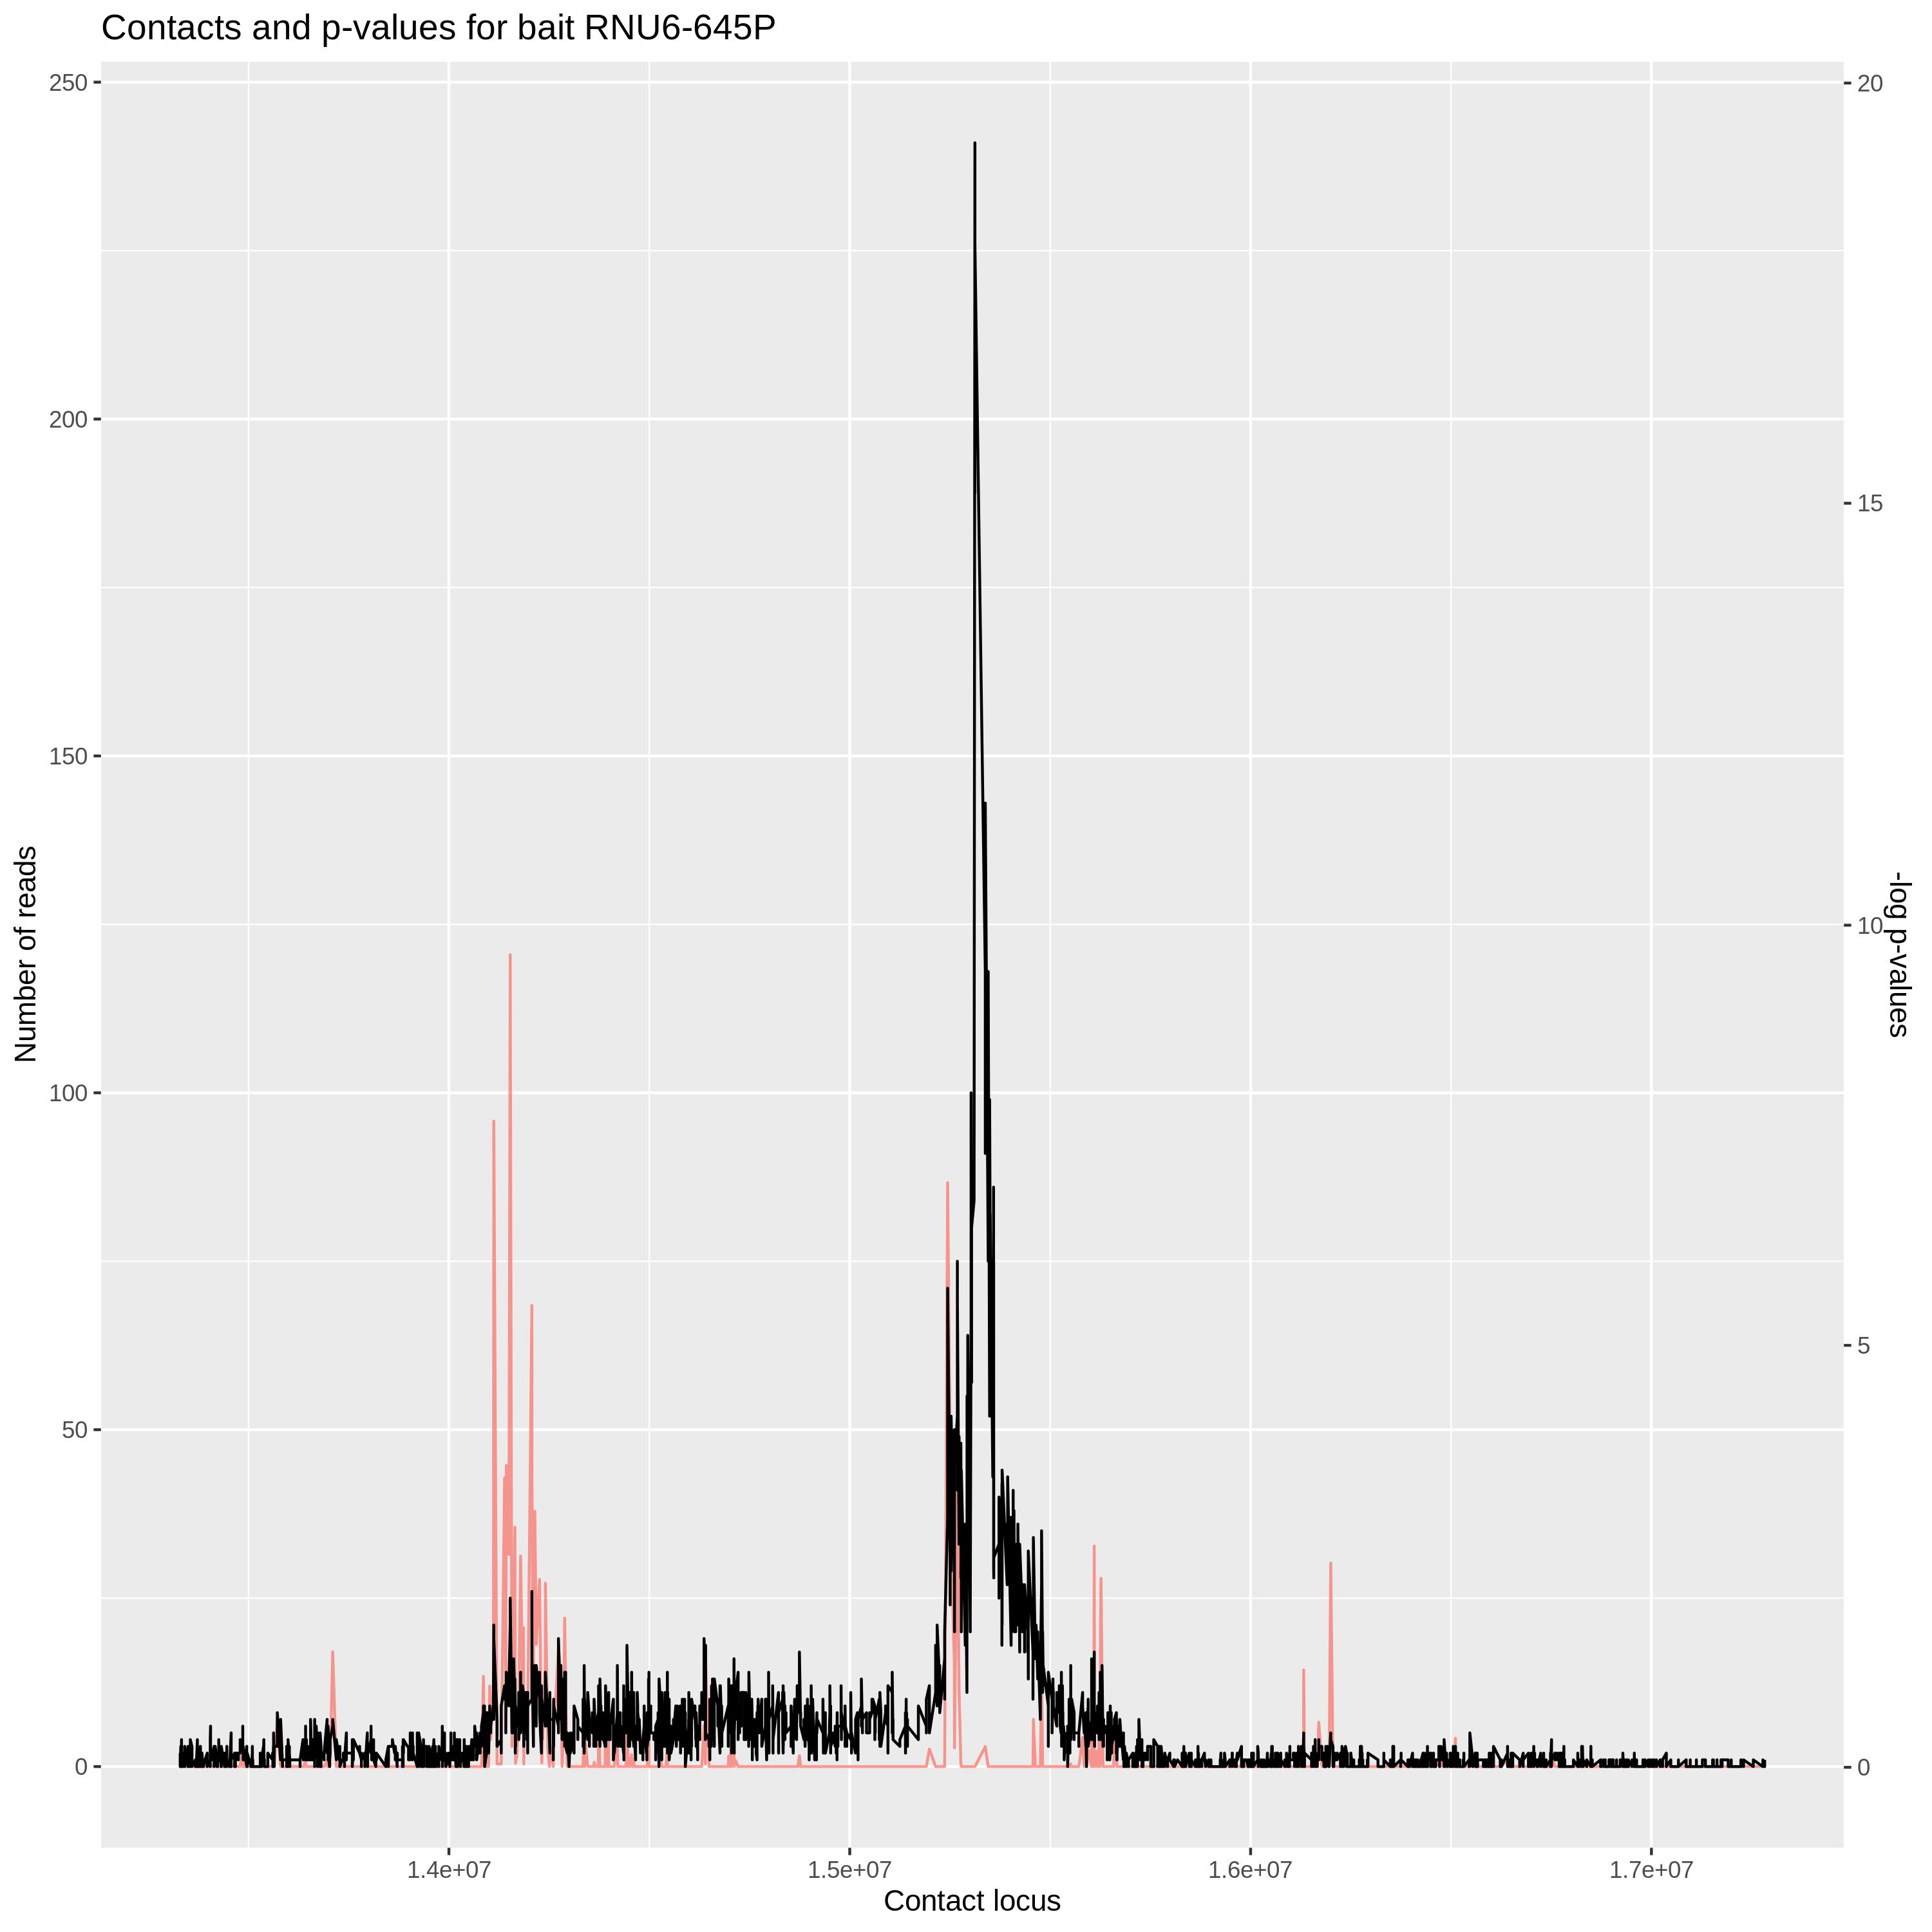 Contacts and p-values for bait RNU6-645P
250
200
150
100
50
0
20
15
10
5
0
Number of reads
-log p-values
1.4e+07
1.5e+07
1.6e+07
1.7e+07
Contact locus